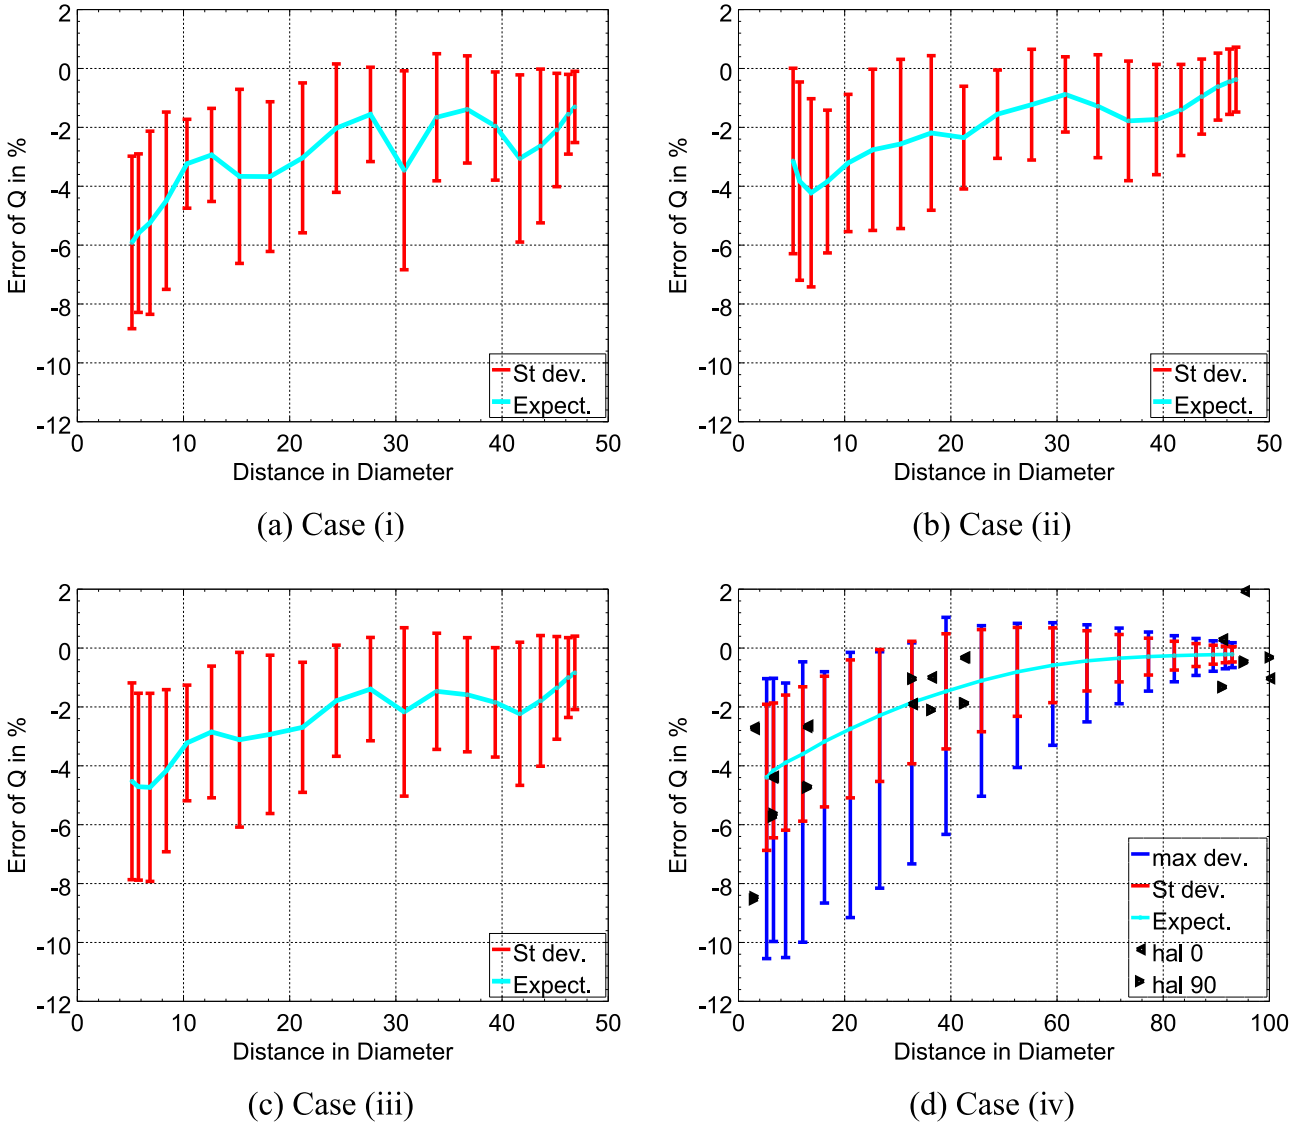 2
0
-2
-4
-6
-8
-10
-12
0 10 20 30 40 50
Error of Q in %
Distance in Diameter
St dev.
Expect.
(a) Case (i)
2
0
-2
-4
-6
-8
-10
-12
0 10 20 30 40 50
Error of Q in %
Distance in Diameter
St dev.
Expect.
(b) Case (ii)
2
0
-2
-4
-6
-8
-10
-12
0 10 20 30 40 50
Error of Q in %
Distance in Diameter
St dev.
Expect.
(c) Case (iii)
2
0
-2
-4
-6
-8
-10
-12
0 20 40 60 80 100
Error of Q in %
Distance in Diameter
max dev.
St dev.
Expect.
hal 0
hal 90
(d) Case (iv)